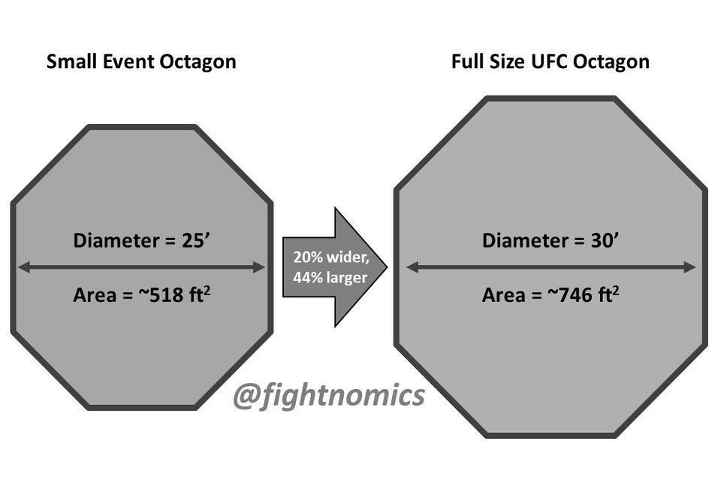 Small Event Octagon
Full Size UFC Octagon
Diameter = 25’
Area = ~518 ft²
20% wider,
44% larger
Diameter = 30’
Area = ~746 ft²
@fightnomics